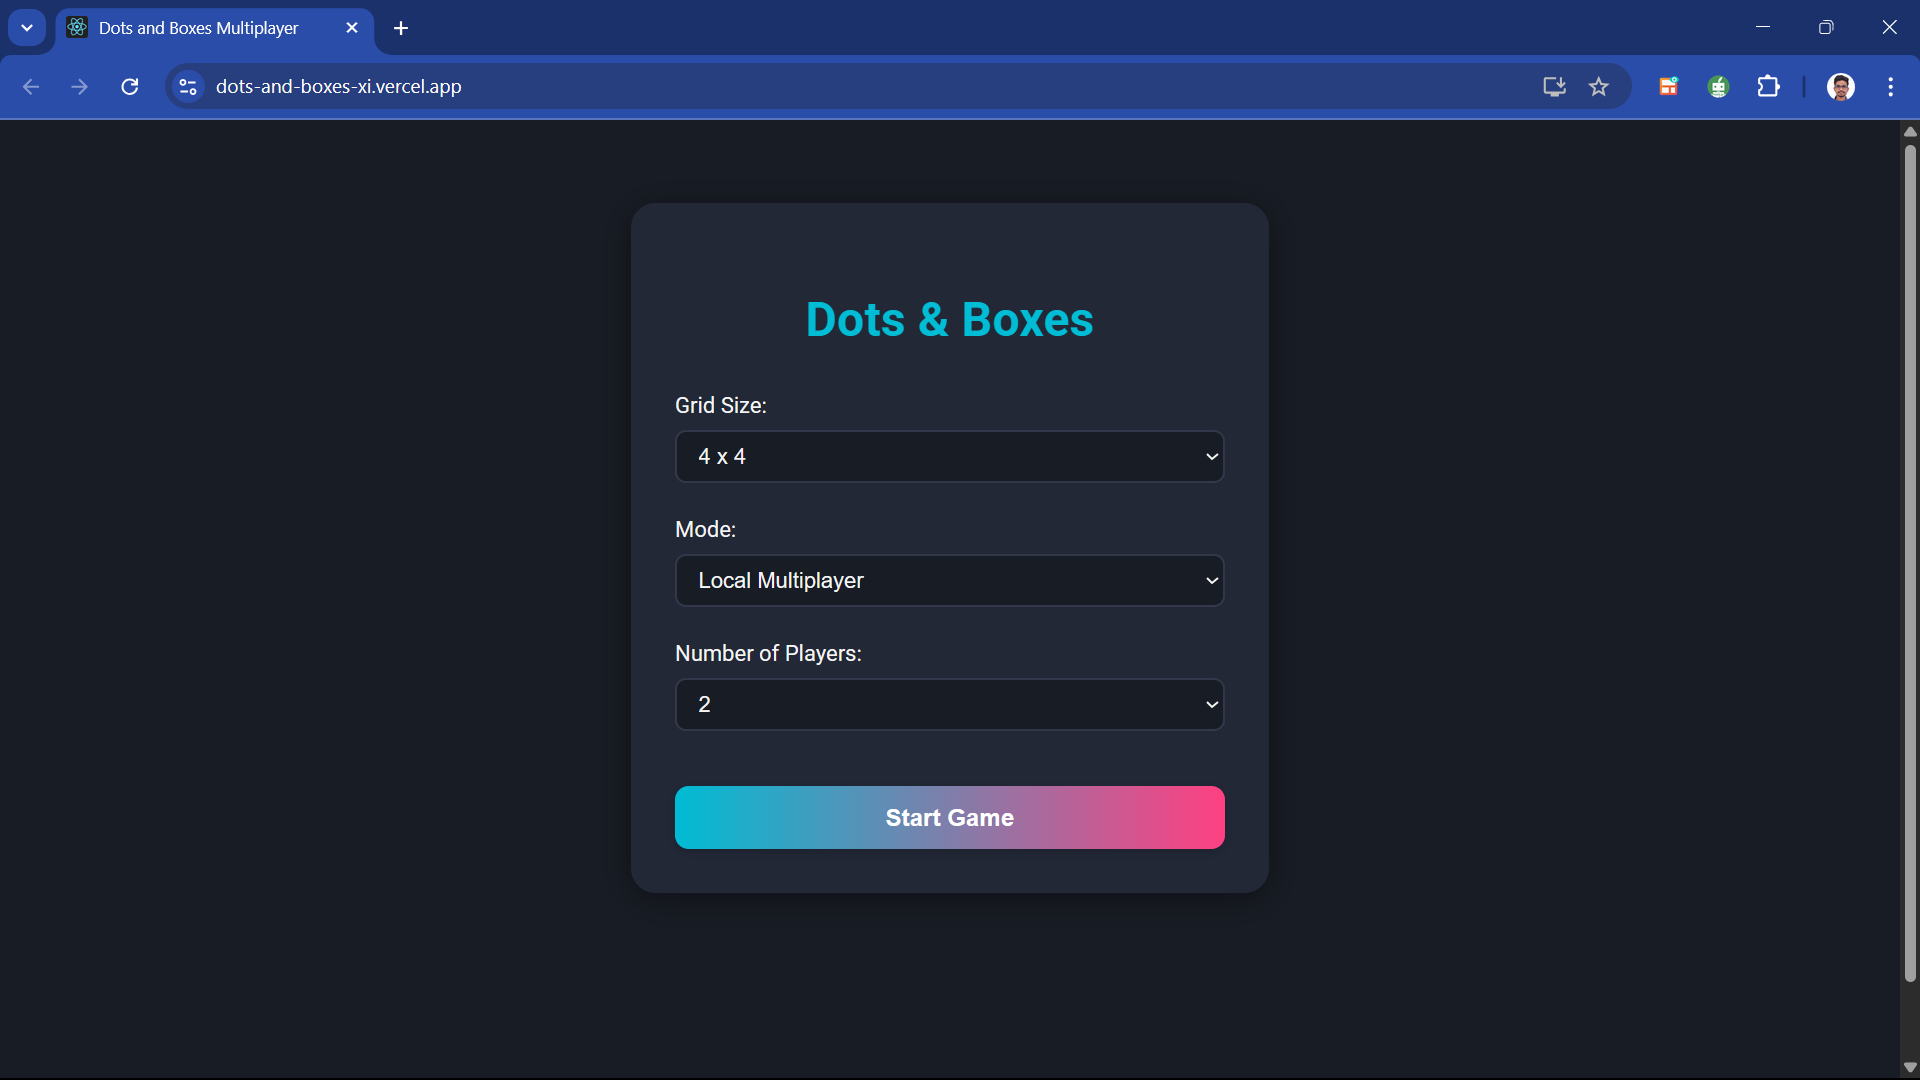 Dots and Boxes Multiplayer
dots-and-boxes-xi.vercel.app
Dots & Boxes
Grid Size:
4 x 4
Mode:
Local Multiplayer
Number of Players:
2
Start Game